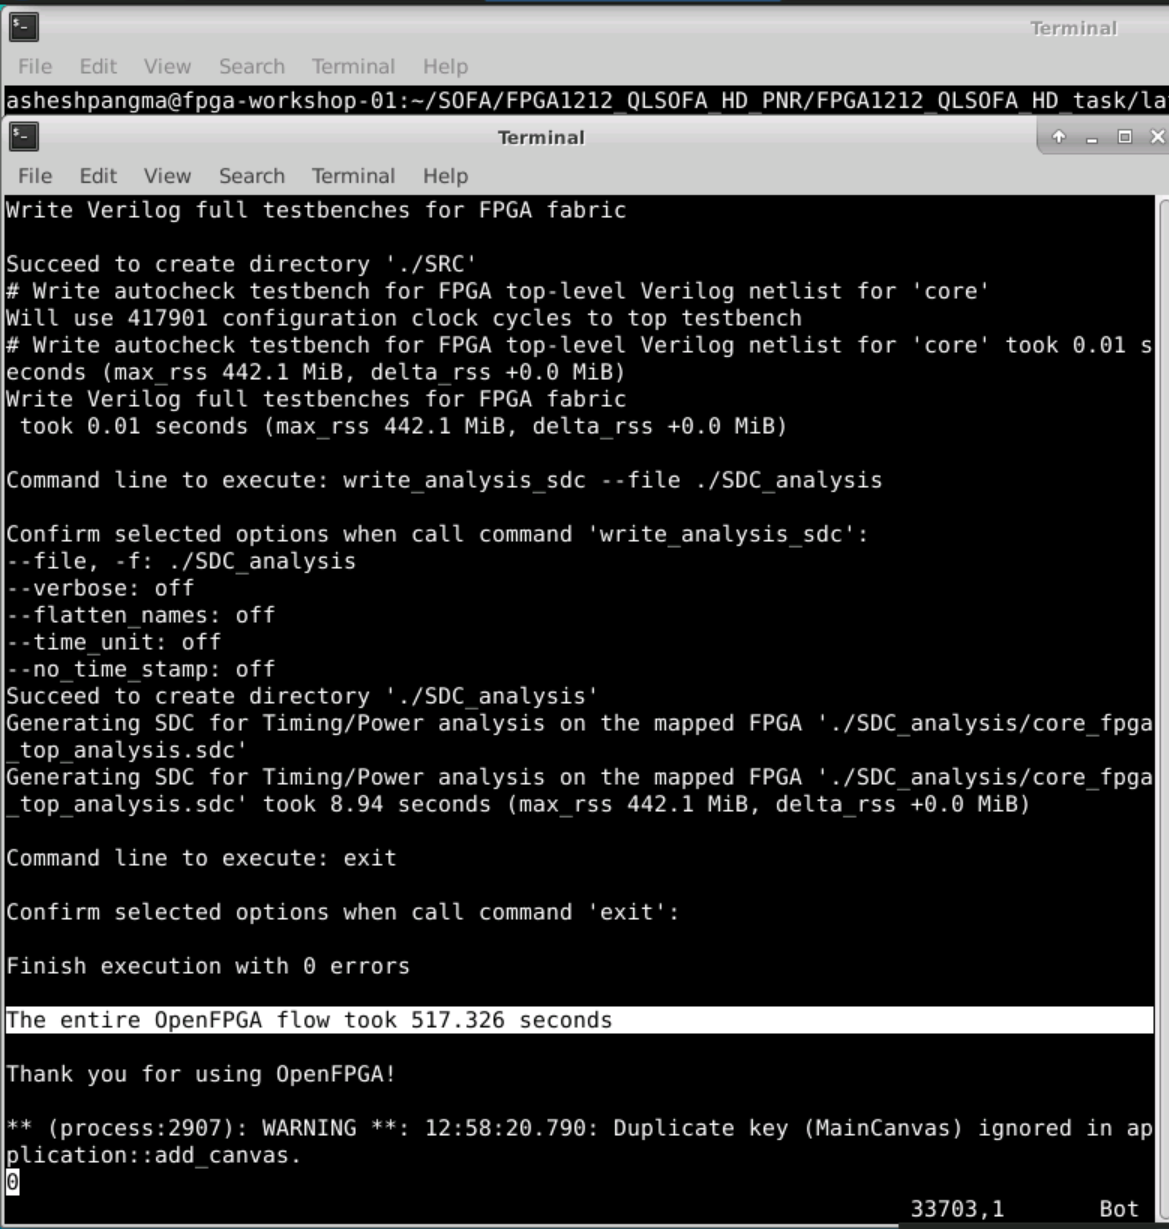 Terminal
File Edit View Search Terminal Help
asheshpangma@fpga-workshop-01:~/SOFA/FPGA1212_QLSOFA_HD_PNR/FPGA1212_QLSOFA_HD_task/la
Terminal
File Edit View Search Terminal Help
Write Verilog full testbenches for FPGA fabric
Succeed to create directory './SRC'
# Write autocheck testbench for FPGA top-level Verilog netlist for 'core'
Will use 417901 configuration clock cycles to top testbench
# Write autocheck testbench for FPGA top-level Verilog netlist for 'core' took 0.01 s
econds (max_rss 442.1 MiB, delta_rss +0.0 MiB)
Write Verilog full testbenches for FPGA fabric
took 0.01 seconds (max_rss 442.1 MiB, delta_rss +0.0 MiB)
Command line to execute: write_analysis_sdc --file ./SDC_analysis
Confirm selected options when call command 'write_analysis_sdc':
--file, -f: ./SDC_analysis
--verbose: off
--flatten_names: off
--time_unit: off
--no_time_stamp: off
Succeed to create directory './SDC_analysis'
Generating SDC for Timing/Power analysis on the mapped FPGA './SDC_analysis/core_fpga
_top_analysis.sdc'
Generating SDC for Timing/Power analysis on the mapped FPGA './SDC_analysis/core_fpga
_top_analysis.sdc' took 8.94 seconds (max_rss 442.1 MiB, delta_rss +0.0 MiB)
Command line to execute: exit
Confirm selected options when call command 'exit':
Finish execution with 0 errors
The entire OpenFPGA flow took 517.326 seconds
Thank you for using OpenFPGA!
** (process:2907): WARNING **: 12:58:20.790: Duplicate key (MainCanvas) ignored in ap
plication::add_canvas.
0
33703,1 Bot